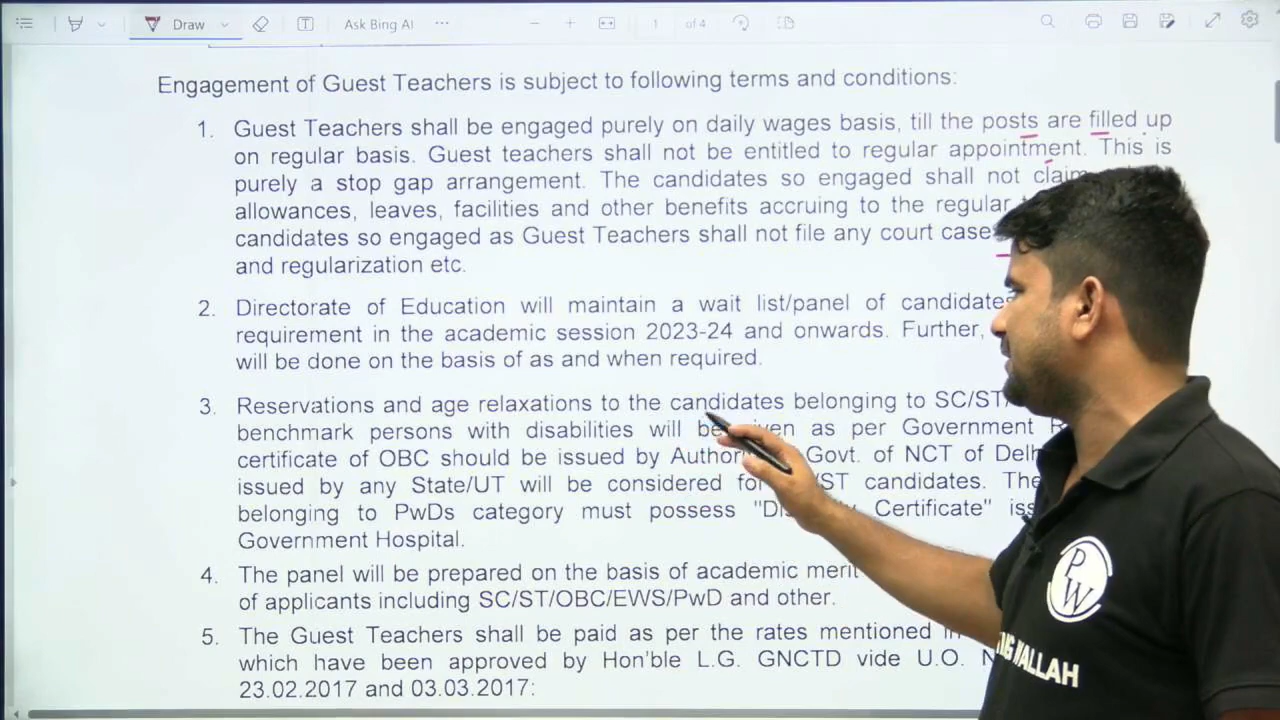 Draw
Ask Bing AI
1 of 4
Engagement of Guest Teachers is subject to following terms and conditions:
1. Guest Teachers shall be engaged purely on daily wages basis, till the posts are filled up
on regular basis. Guest teachers shall not be entitled to regular appointment. This is
purely a stop gap arrangement. The candidates so engaged shall not claim
allowances, leaves, facilities and other benefits accruing to the regular
candidates so engaged as Guest Teachers shall not file any court case
and regularization etc.
2. Directorate of Education will maintain a wait list/panel of candidates
requirement in the academic session 2023-24 and onwards. Further,
will be done on the basis of as and when required.
3. Reservations and age relaxations to the candidates belonging to SC/ST/
benchmark persons with disabilities will be given as per Government
certificate of OBC should be issued by Govt. of NCT of Delh
issued by any State/UT will be considered for /ST candidates. The
belonging to PwDs category must possess "Disability Certificate" iss
Government Hospital.
4. The panel will be prepared on the basis of academic merit
of applicants including SC/ST/OBC/EWS/PwD and other.
5. The Guest Teachers shall be paid as per the rates mentioned in
which have been approved by Hon'ble L.G. GNCTD vide U.O.
23.02.2017 and 03.03.2017:
PW
WALLAH